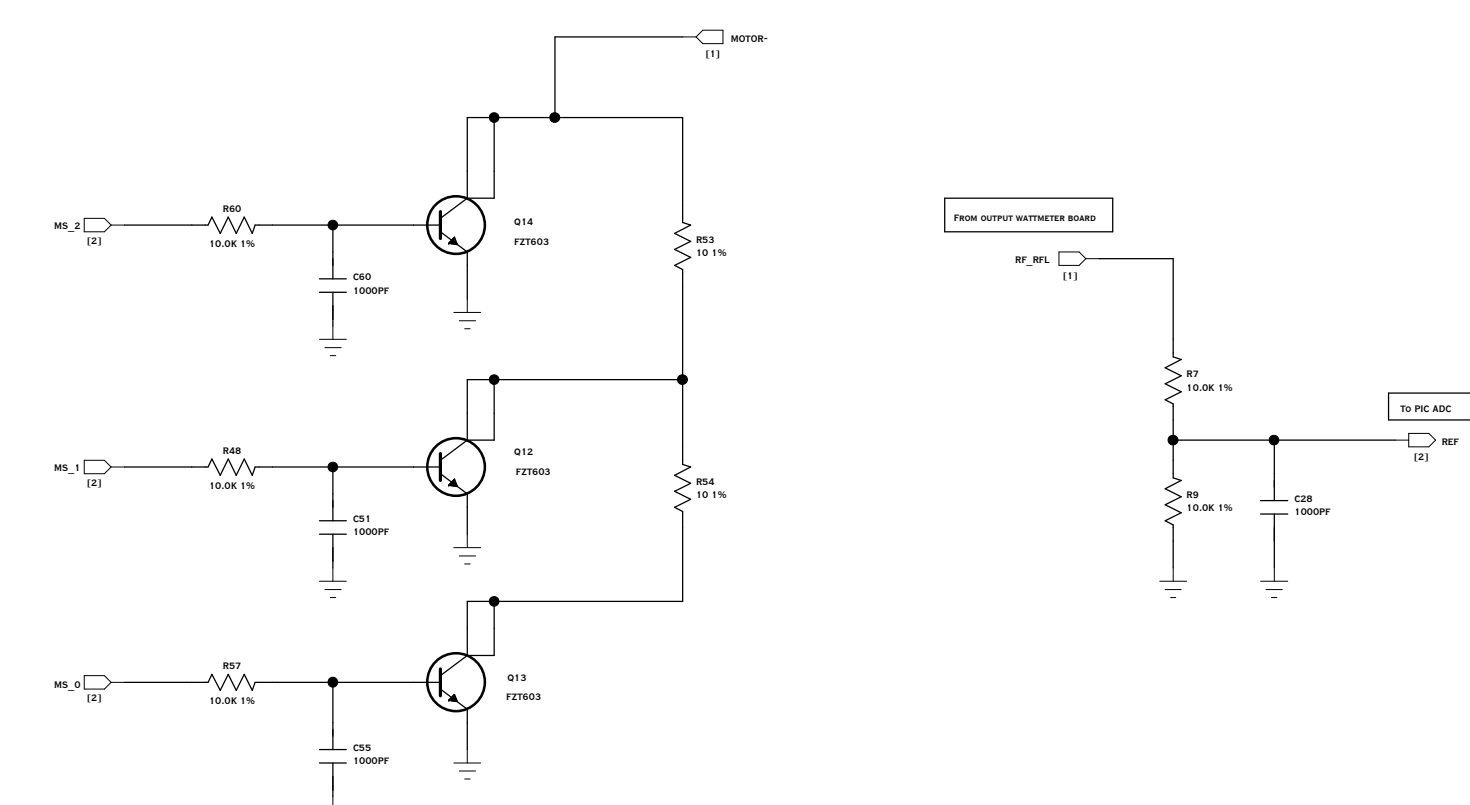 MOTOR-
[1]
MS_2
[2]
R60
10.0K 1%
C60
1000PF
Q14
FZT603
R53
10 1%
MS_1
[2]
R48
10.0K 1%
C51
1000PF
Q12
FZT603
R54
10 1%
MS_0
[2]
R57
10.0K 1%
C55
1000PF
Q13
FZT603
FROM OUTPUT WATTMETER BOARD
RF_RFL
[1]
R7
10.0K 1%
TO PIC ADC
REF
[2]
R9
10.0K 1%
C28
1000PF